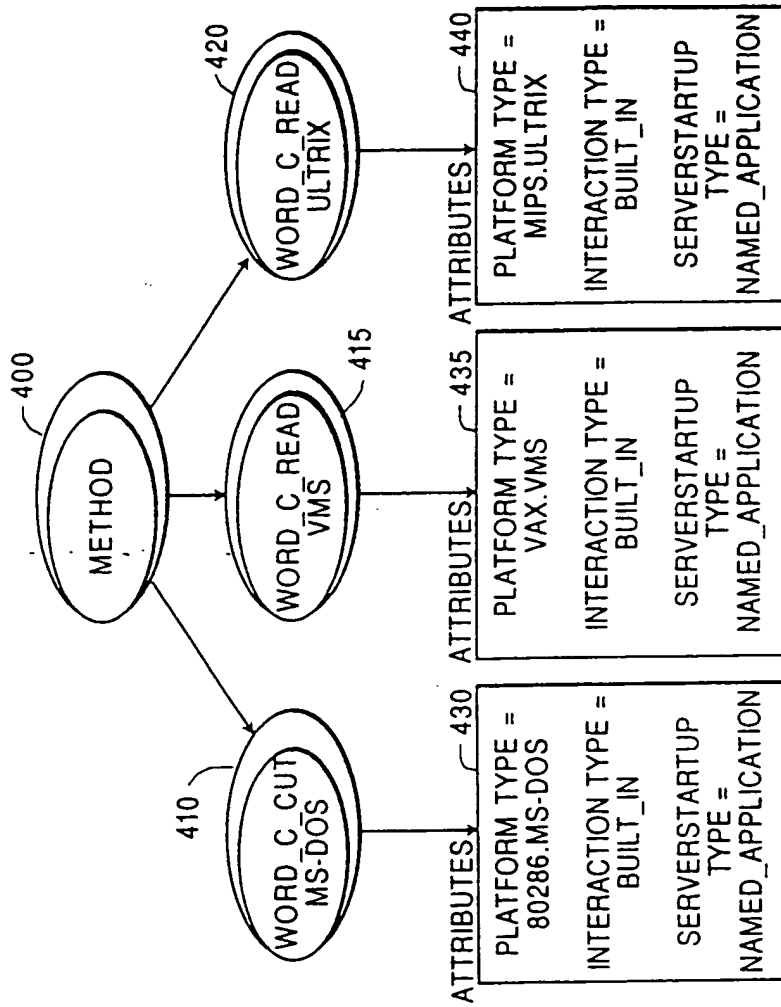 400
METHOD
410
WORD_C_CUT
MS-DOS
WORD_C_READ
VMS
415
420
WORD_C_READ
ULTRIX
ATTRIBUTES
430
PLATFORM TYPE =
80286.MS-DOS
INTERACTION TYPE =
BUILT_IN
SERVERSTARTUP
TYPE =
NAMED_APPLICATION
ATTRIBUTES
435
PLATFORM TYPE =
VAX.VMS
INTERACTION TYPE =
BUILT_IN
SERVERSTARTUP
TYPE =
NAMED_APPLICATION
ATTRIBUTES
440
PLATFORM TYPE =
MIPS.ULTRIX
INTERACTION TYPE =
BUILT_IN
SERVERSTARTUP
TYPE =
NAMED_APPLICATION